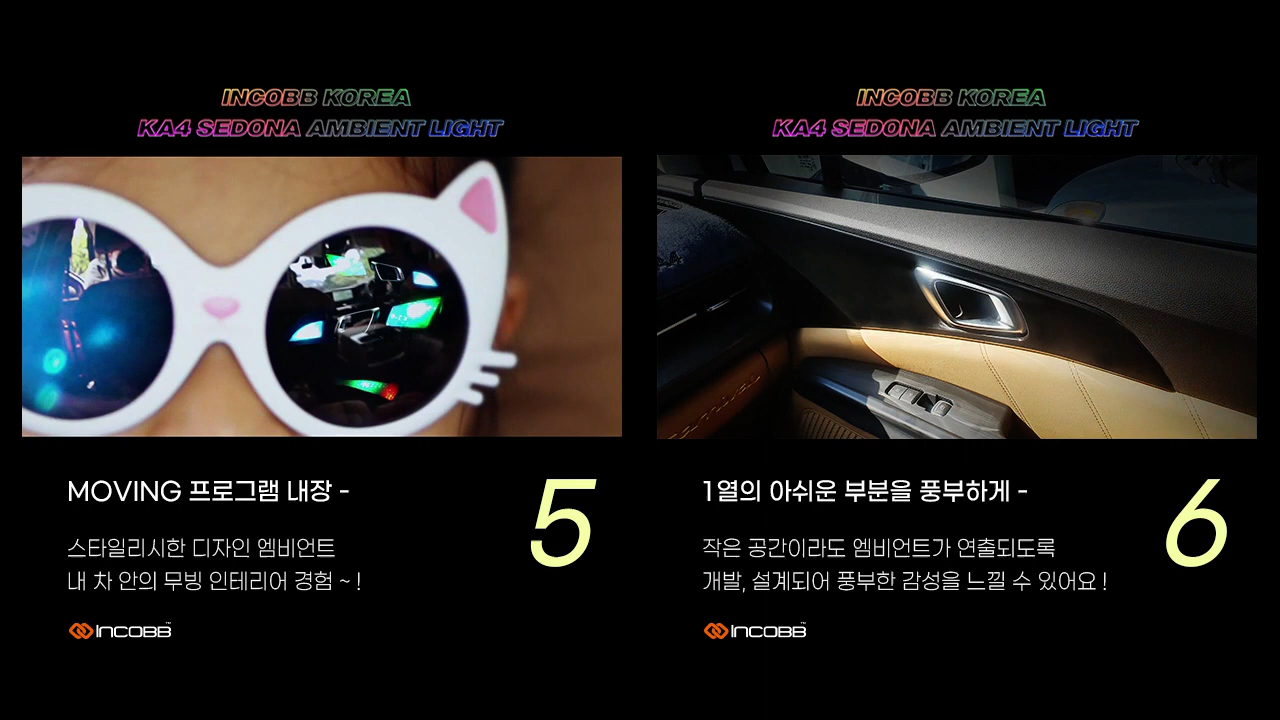 INCOBB KOREA
KA4 SEDONA AMBIENT LIGHT
MOVING 프로그램 내장 -
5
스타일리시한 디자인 엠비언트
내 차 안의 무빙 인테리어 경험 ~ !
INCOBB™
INCOBB KOREA
KA4 SEDONA AMBIENT LIGHT
1열의 아쉬운 부분을 풍부하게 -
6
작은 공간이라도 엠비언트가 연출되도록
개발, 설계되어 풍부한 감성을 느낄 수 있어요 !
INCOBB™